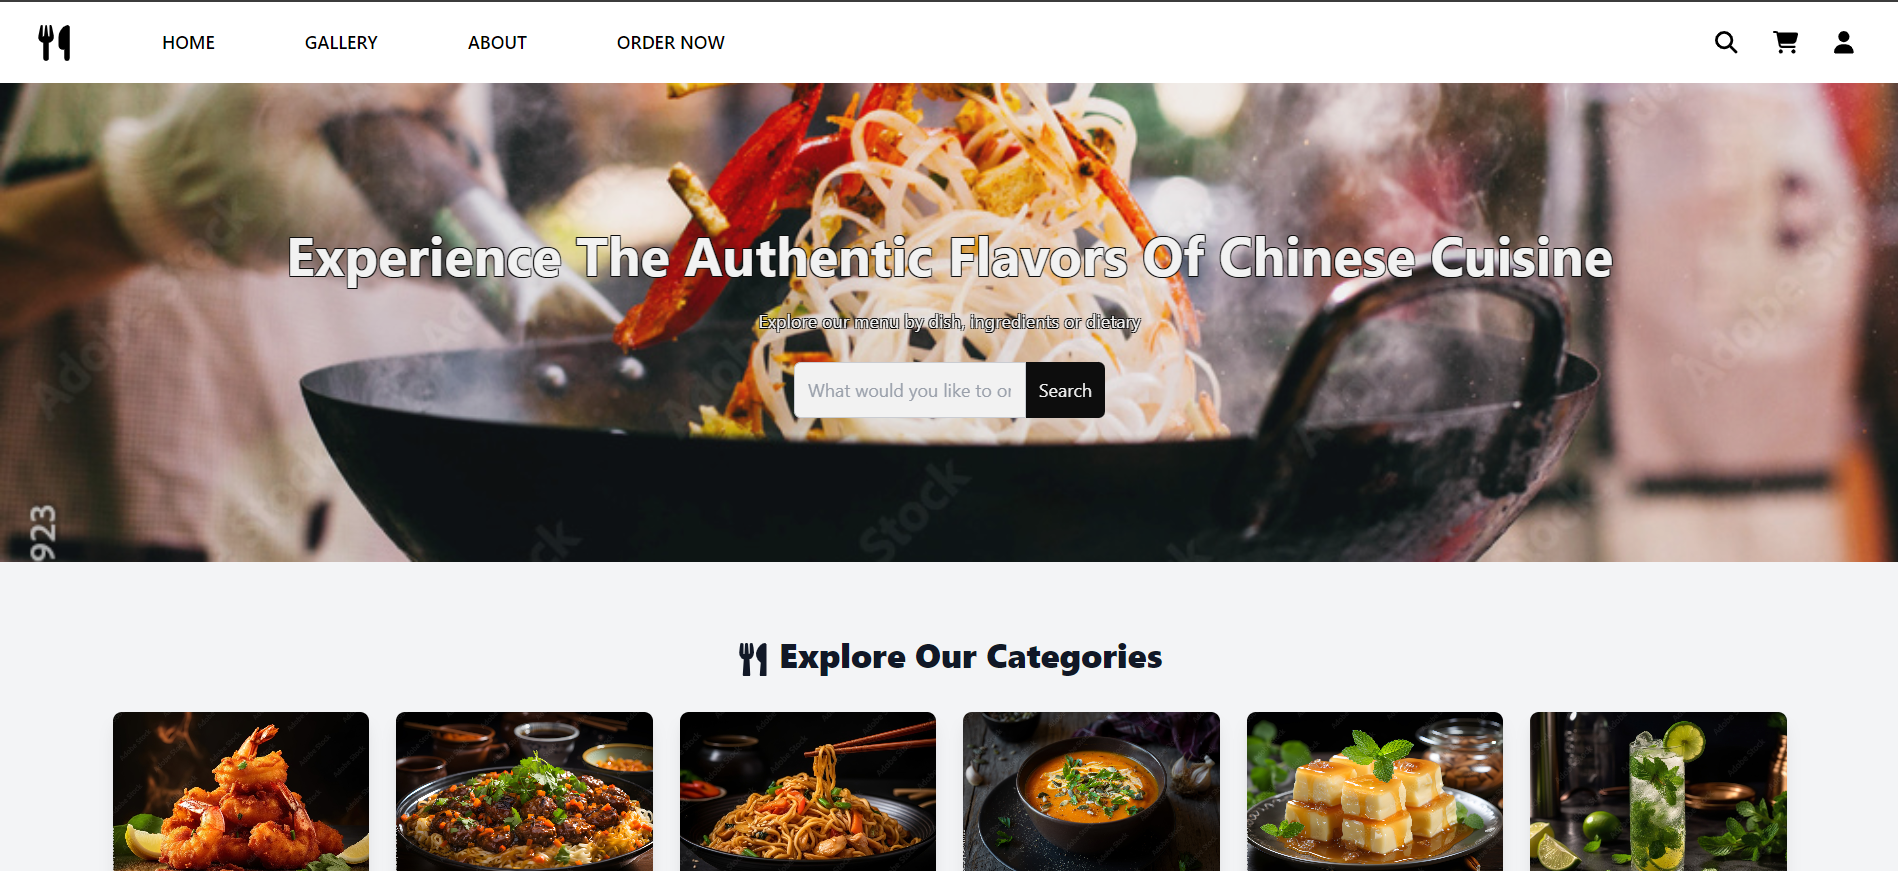 HOME GALLERY ABOUT ORDER NOW
Experience The Authentic Flavors Of Chinese Cuisine
Explore our menu by dish, ingredients or dietary
What would you like to or
Search
923
Stock
Explore Our Categories